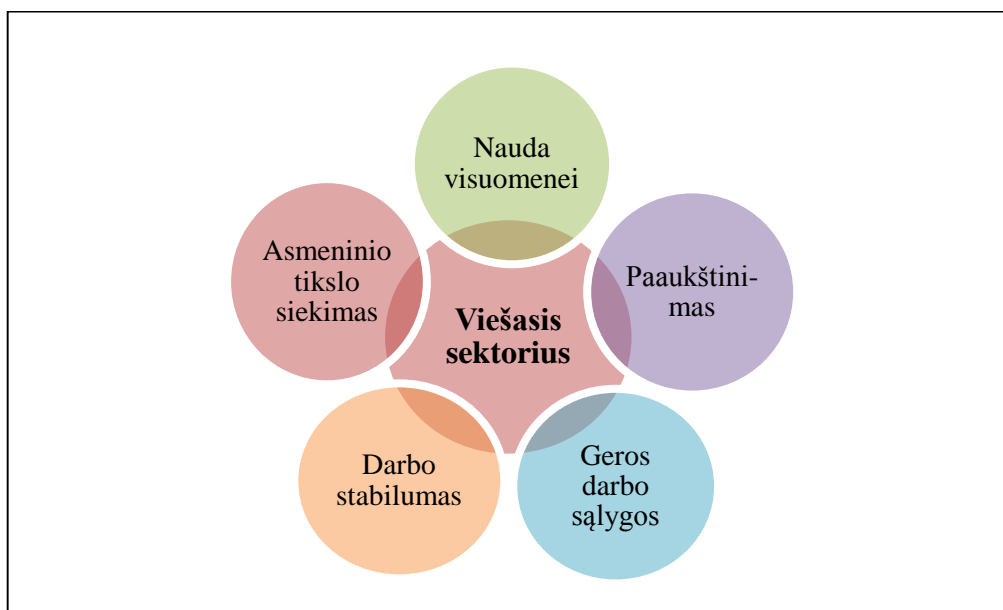 Nauda
visuomenei
Asmeninio
tikslo
siekimas
Paaukštini-
mas
Viešasis
sektorius
Darbo
stabilumas
Geros
darbo
sąlygos